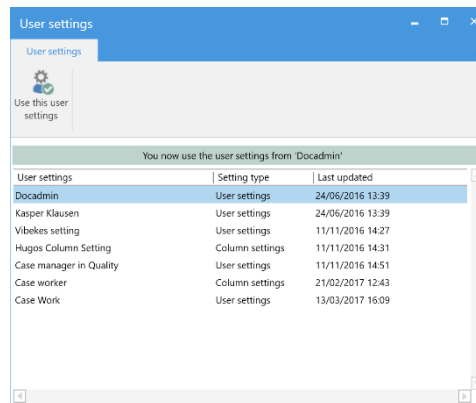 User settings
User settings
Use this user
settings
You now use the user settings from 'Docadmin'
User settings Setting type Last updated
Docadmin User settings 24/06/2016 13:39
Kasper Klausen User settings 24/06/2016 13:39
Vibekes setting User settings 11/11/2016 14:27
Hugos Column Setting Column settings 11/11/2016 14:31
Case manager in Quality User settings 11/11/2016 14:51
Case worker Column settings 21/02/2017 12:43
Case Work User settings 13/03/2017 16:09